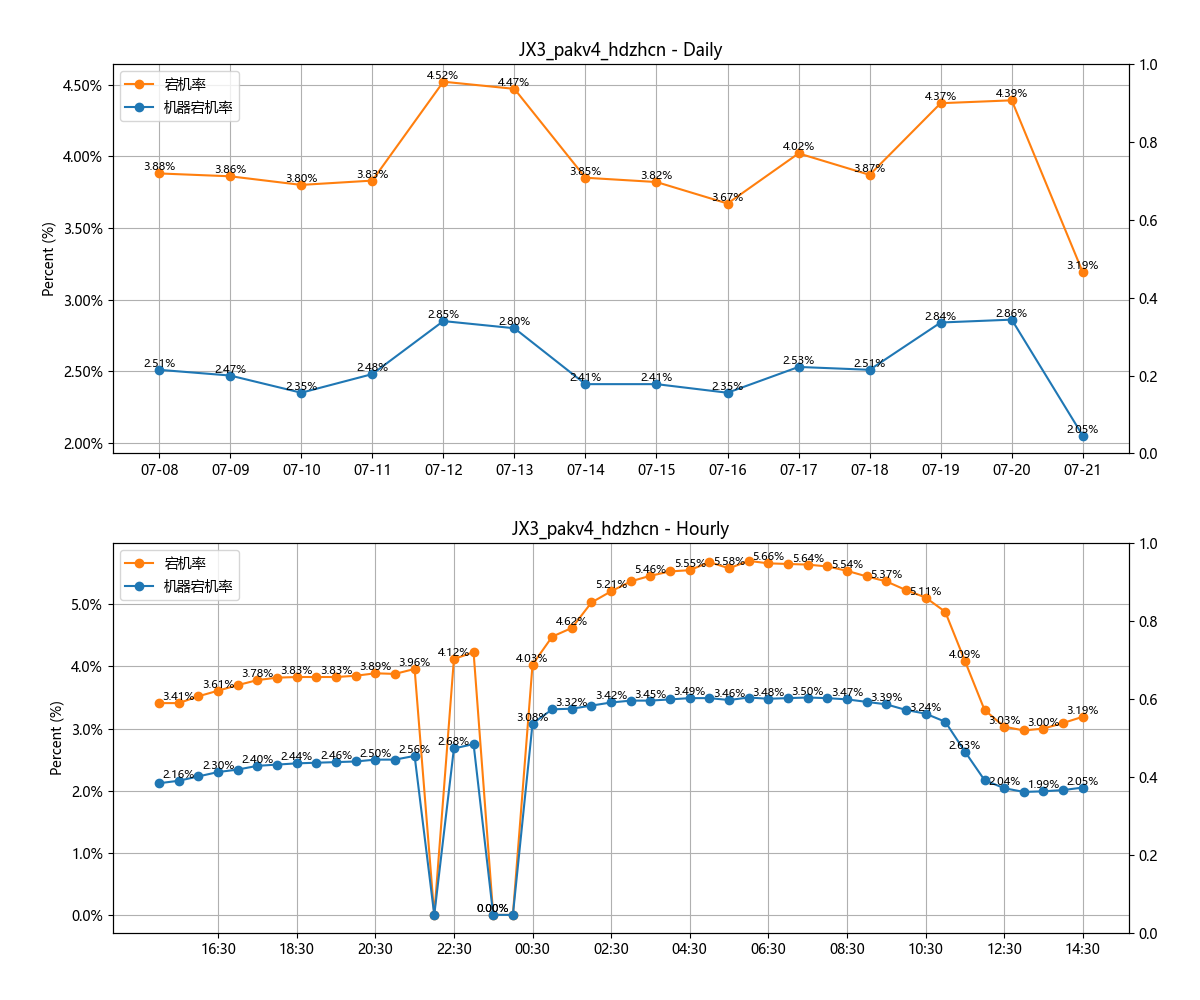 JX3_pakv4_hdzhcn - Daily
宕机率
机器宕机率
Percent (%)
4.50%
4.00%
3.50%
3.00%
2.50%
2.00%
1.0
0.8
0.6
0.4
0.2
0.0
3.88% 3.86% 3.80% 3.83% 4.52% 4.47% 3.85% 3.82% 3.67% 4.02% 3.87% 4.37% 4.39% 3.19%
2.51% 2.47% 2.35% 2.48% 2.85% 2.80% 2.41% 2.41% 2.35% 2.53% 2.51% 2.84% 2.86% 2.05%
07-08 07-09 07-10 07-11 07-12 07-13 07-14 07-15 07-16 07-17 07-18 07-19 07-20 07-21
JX3_pakv4_hdzhcn - Hourly
宕机率
机器宕机率
Percent (%)
5.0%
4.0%
3.0%
2.0%
1.0%
0.0%
1.0
0.8
0.6
0.4
0.2
0.0
3.41% 3.61% 3.78% 3.83% 3.83% 3.89% 3.96% 4.12% 0.00% 4.03% 4.62% 5.21% 5.46% 5.55% 5.58% 5.66% 5.64% 5.54% 5.37% 5.11% 4.09% 3.03% 3.00% 3.19%
2.16% 2.30% 2.40% 2.44% 2.46% 2.50% 2.56% 2.68% 0.00% 3.08% 3.32% 3.42% 3.45% 3.49% 3.46% 3.48% 3.50% 3.47% 3.39% 3.24% 2.63% 2.04% 1.99% 2.05%
16:30 18:30 20:30 22:30 00:30 02:30 04:30 06:30 08:30 10:30 12:30 14:30